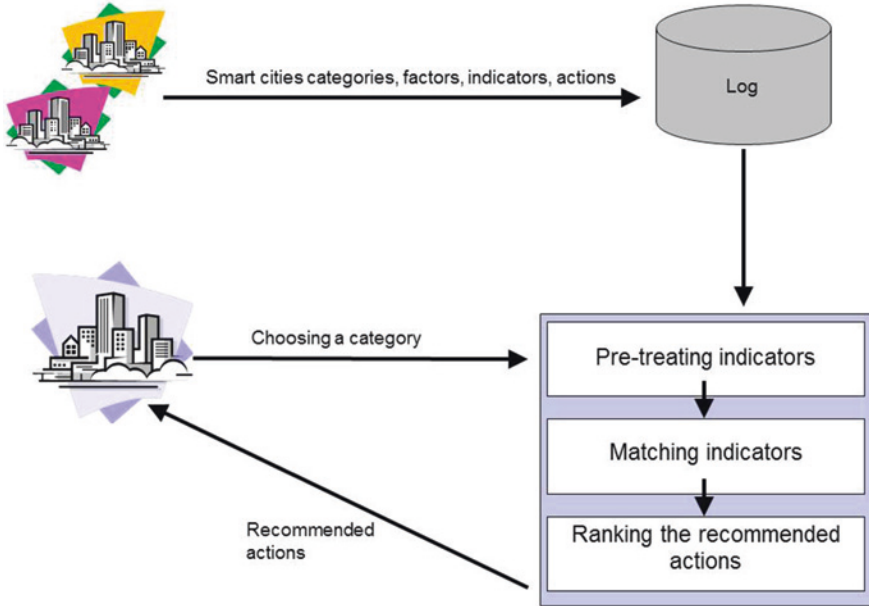 Smart cities categories, factors, indicators, actions
Log
Choosing a category
Pre-treating indicators
Matching indicators
Ranking the recommended
actions
Recommended
actions